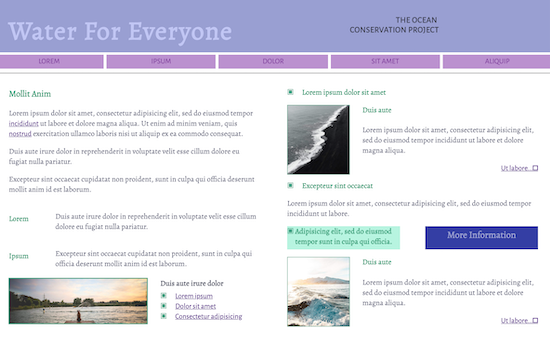 Water For Everyone
THE OCEAN
CONSERVATION PROJECT
LOREM
IPSUM
DOLOR
SIT AMET
ALIQUIP
Mollit Anim
Lorem ipsum dolor sit amet, consectetur adipisicing elit, sed do eiusmod tempor
incididunt ut labore et dolore magna aliqua. Ut enim ad minim veniam, quis
nostrud exercitation ullamco laboris nisi ut aliquip ex ea commodo consequat.
Duis aute irure dolor in reprehenderit in voluptate velit esse cillum dolore eu
fugiat nulla pariatur.
Excepteur sint occaecat cupidatat non proident, sunt in culpa qui officia deserunt
mollit anim id est laborum.
Lorem
Duis aute irure dolor in reprehenderit in voluptate velit esse cillum
dolore eu fugiat nulla pariatur.
Ipsum
Excepteur sint occaecat cupidatat non proident, sunt in culpa qui
officia deserunt mollit anim id est laborum.
Duis aute irure dolor
Lorem ipsum
Dolor sit amet
Consectetur adipisicing
Lorem ipsum dolor sit amet
Duis aute
Lorem ipsum dolor sit amet, consectetur adipisicing elit,
sed do eiusmod tempor incididunt ut labore et dolore
magna aliqua.
Ut labore...
Excepteur sint occaecat
Lorem ipsum dolor sit amet, consectetur adipisicing elit, sed do eiusmod tempor
incididunt ut labore.
Adipisicing elit, sed do eiusmod
tempor sunt in culpa qui officia.
More Information
Duis aute
Lorem ipsum dolor sit amet, consectetur adipisicing elit,
sed do eiusmod tempor incididunt ut labore et dolore
magna aliqua.
Ut labore...